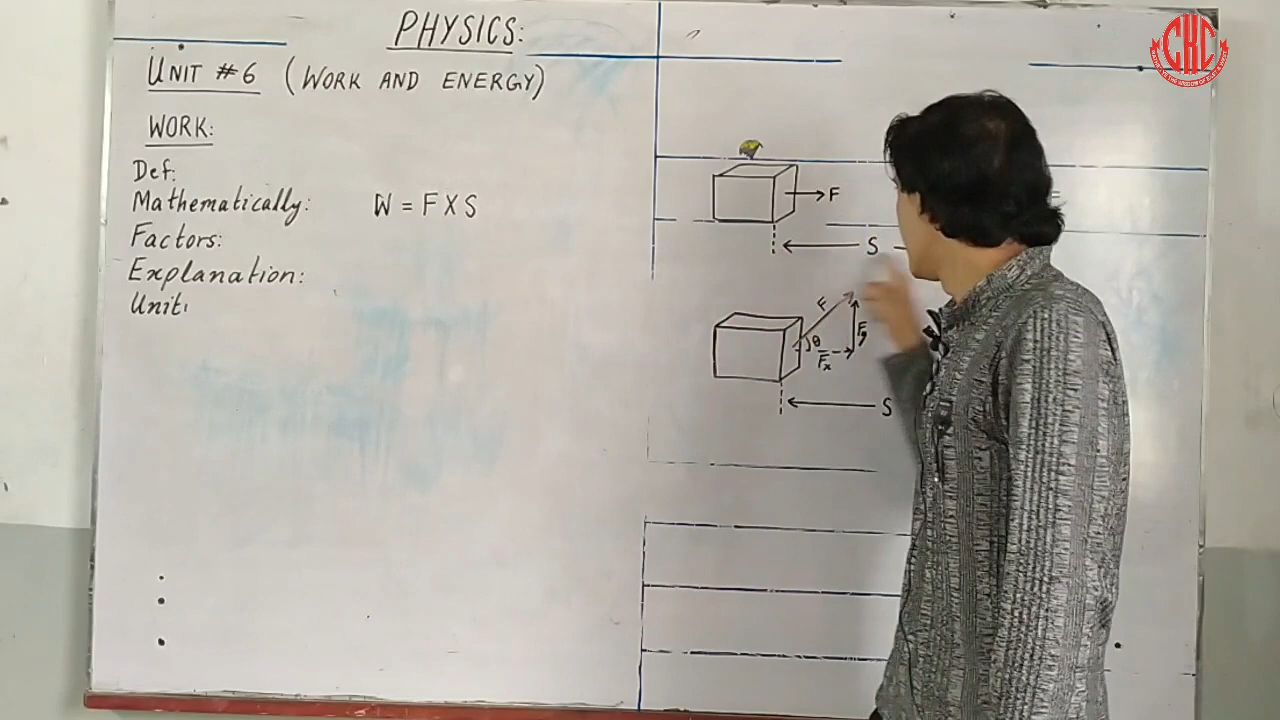 PHYSICS:
UNIT #6 (WORK AND ENERGY)
WORK:
Def:
Mathematically: W = F X S
Factors:
Explanation:
Unit:
F
S
F
θ
Fy
Fx
S
CKC